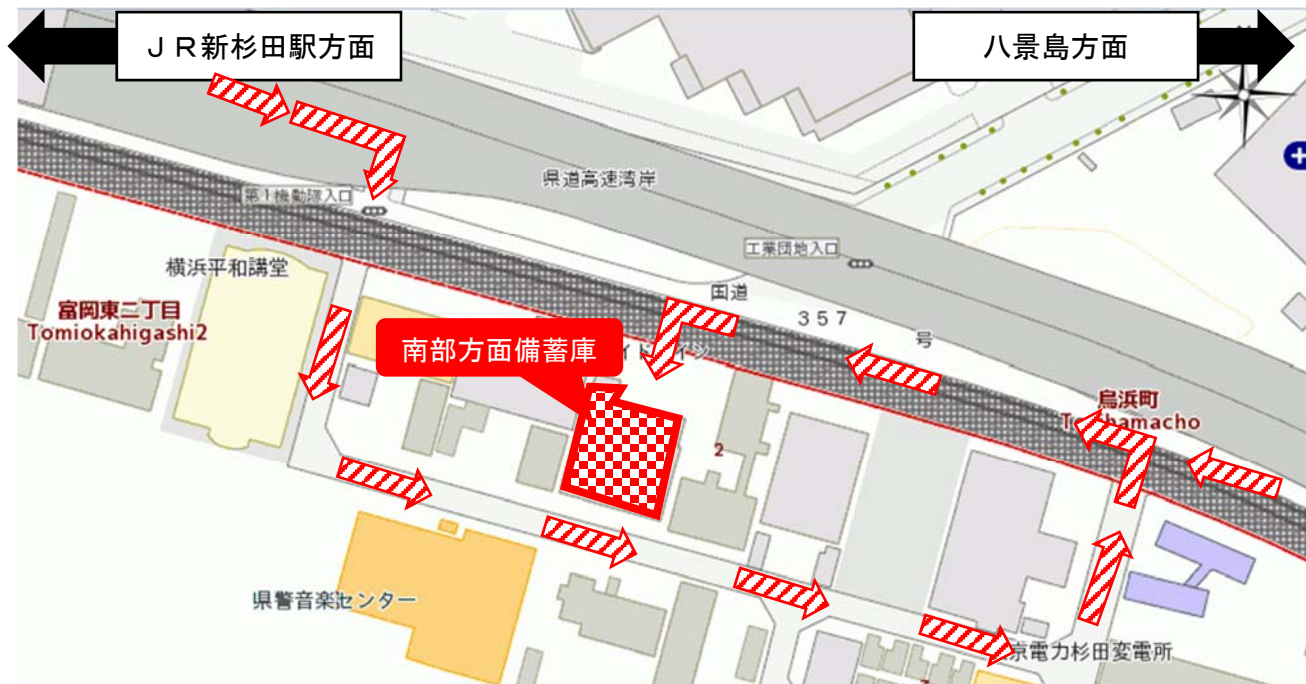 ＪＲ新杉田駅方面
八景島方面
県道高速湾岸
第1機動隊入口
工業団地入口
横浜平和講堂
国道
３５７
号
富岡東二丁目
Tomiokahigashi2
南部方面備蓄庫
鳥浜町
hamacho
2
県警音楽センター
京電力杉田変電所